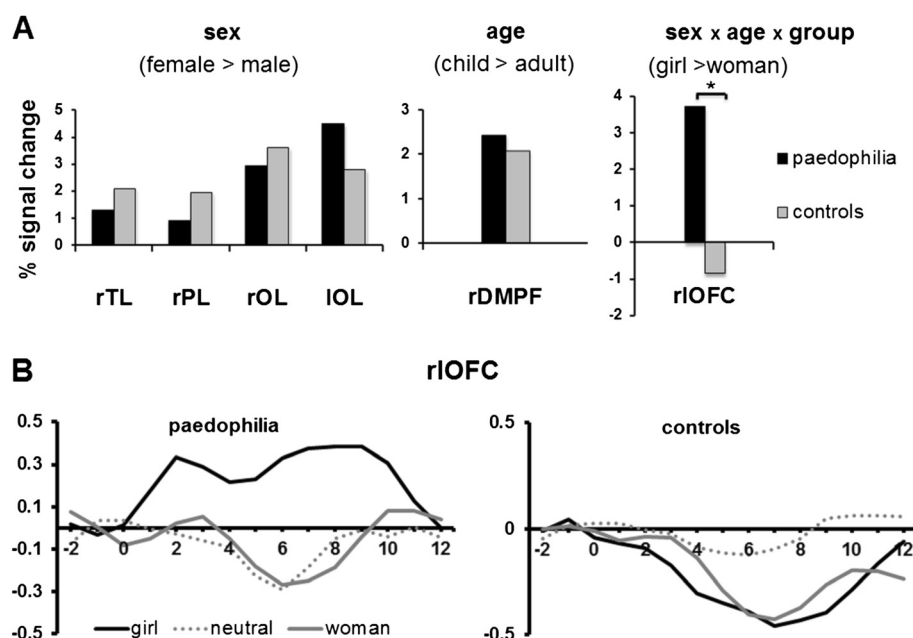 A
sex
(female > male)
age
(child > adult)
sex x age x group
(girl >woman)
% signal change
5
4
3
2
1
0
rTL rPL rOL lOL
3
2
1
0
rDMPF
*
4
3
2
1
0
-1
-2
rlOFC
paedophilia
controls
B
rlOFC
paedophilia
0.5
0.3
0.1
-0.1
-0.3
-0.5
-2 0 2 4 6 8 10 12
girl neutral woman
controls
0.5
0
-0.5
-2 0 2 4 6 8 10 12